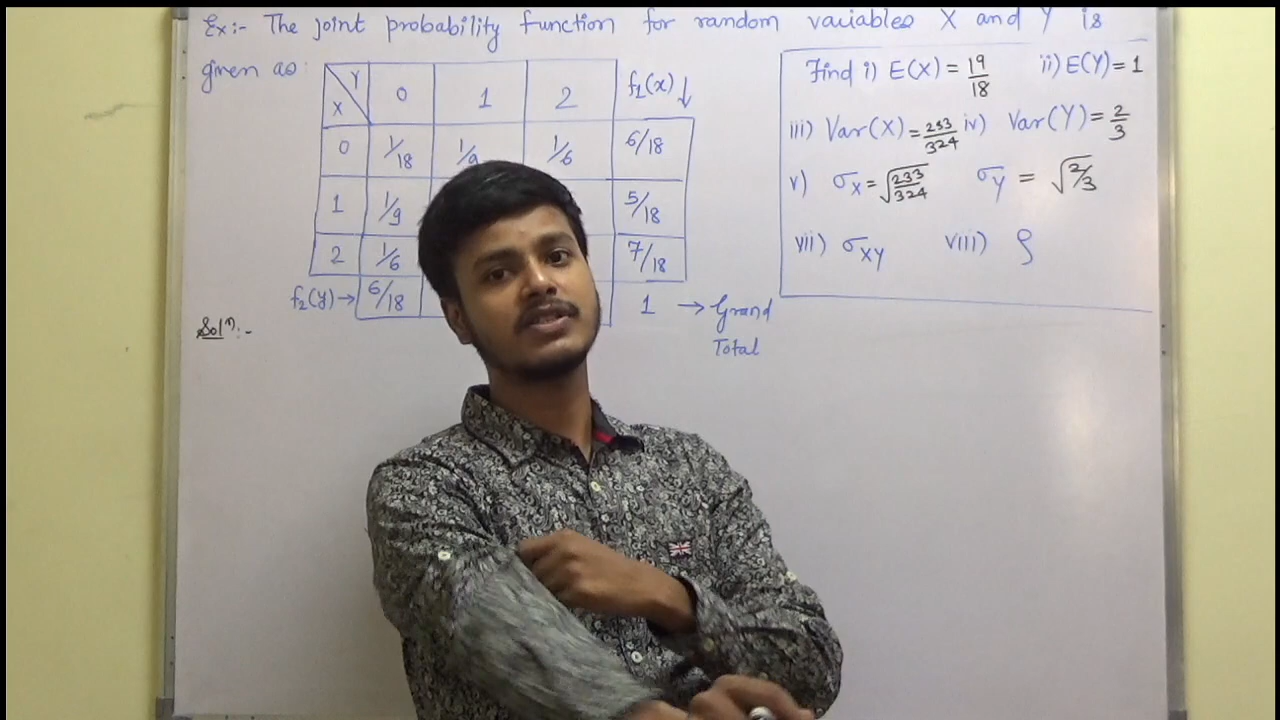 Ex:- The joint probability function for random variables X and Y is
given as:
Y
X
0 1 2 f₁(x) ↓
0 1/18 1/9 1/6 6/18
1 1/9 5/18
2 1/6 7/18
f₂(y) → 6/18 1 → Grand
Total
Find i) E(X) = 19/18 ii) E(Y) = 1
iii) Var(X) = 233/324 iv) Var(Y) = 2/3
v) σX = √233/324 σY = √2/3
vii) σXY viii) ρ
Solⁿ:-